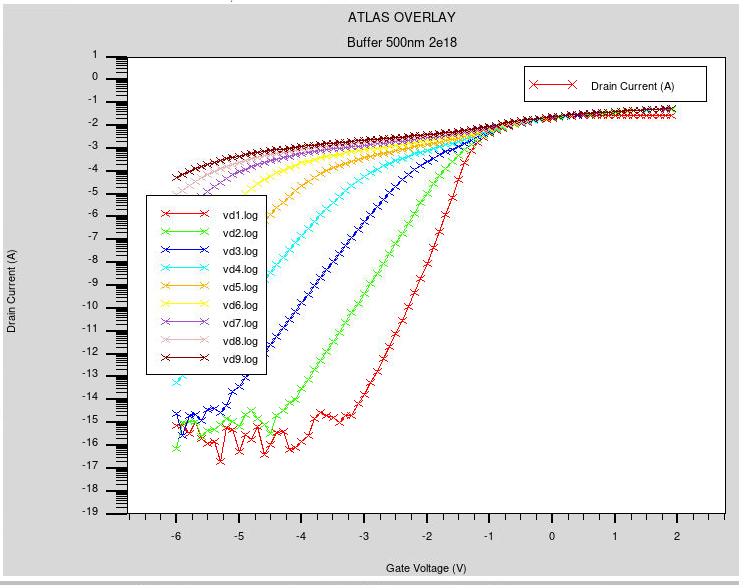 ATLAS OVERLAY
Buffer 500nm 2e18
Drain Current (A)
Drain Current (A)
1
0
-1
-2
-3
-4
-5
-6
-7
-8
-9
-10
-11
-12
-13
-14
-15
-16
-17
-18
-19
vd1.log
vd2.log
vd3.log
vd4.log
vd5.log
vd6.log
vd7.log
vd8.log
vd9.log
-6
-5
-4
-3
-2
-1
0
1
2
Gate Voltage (V)